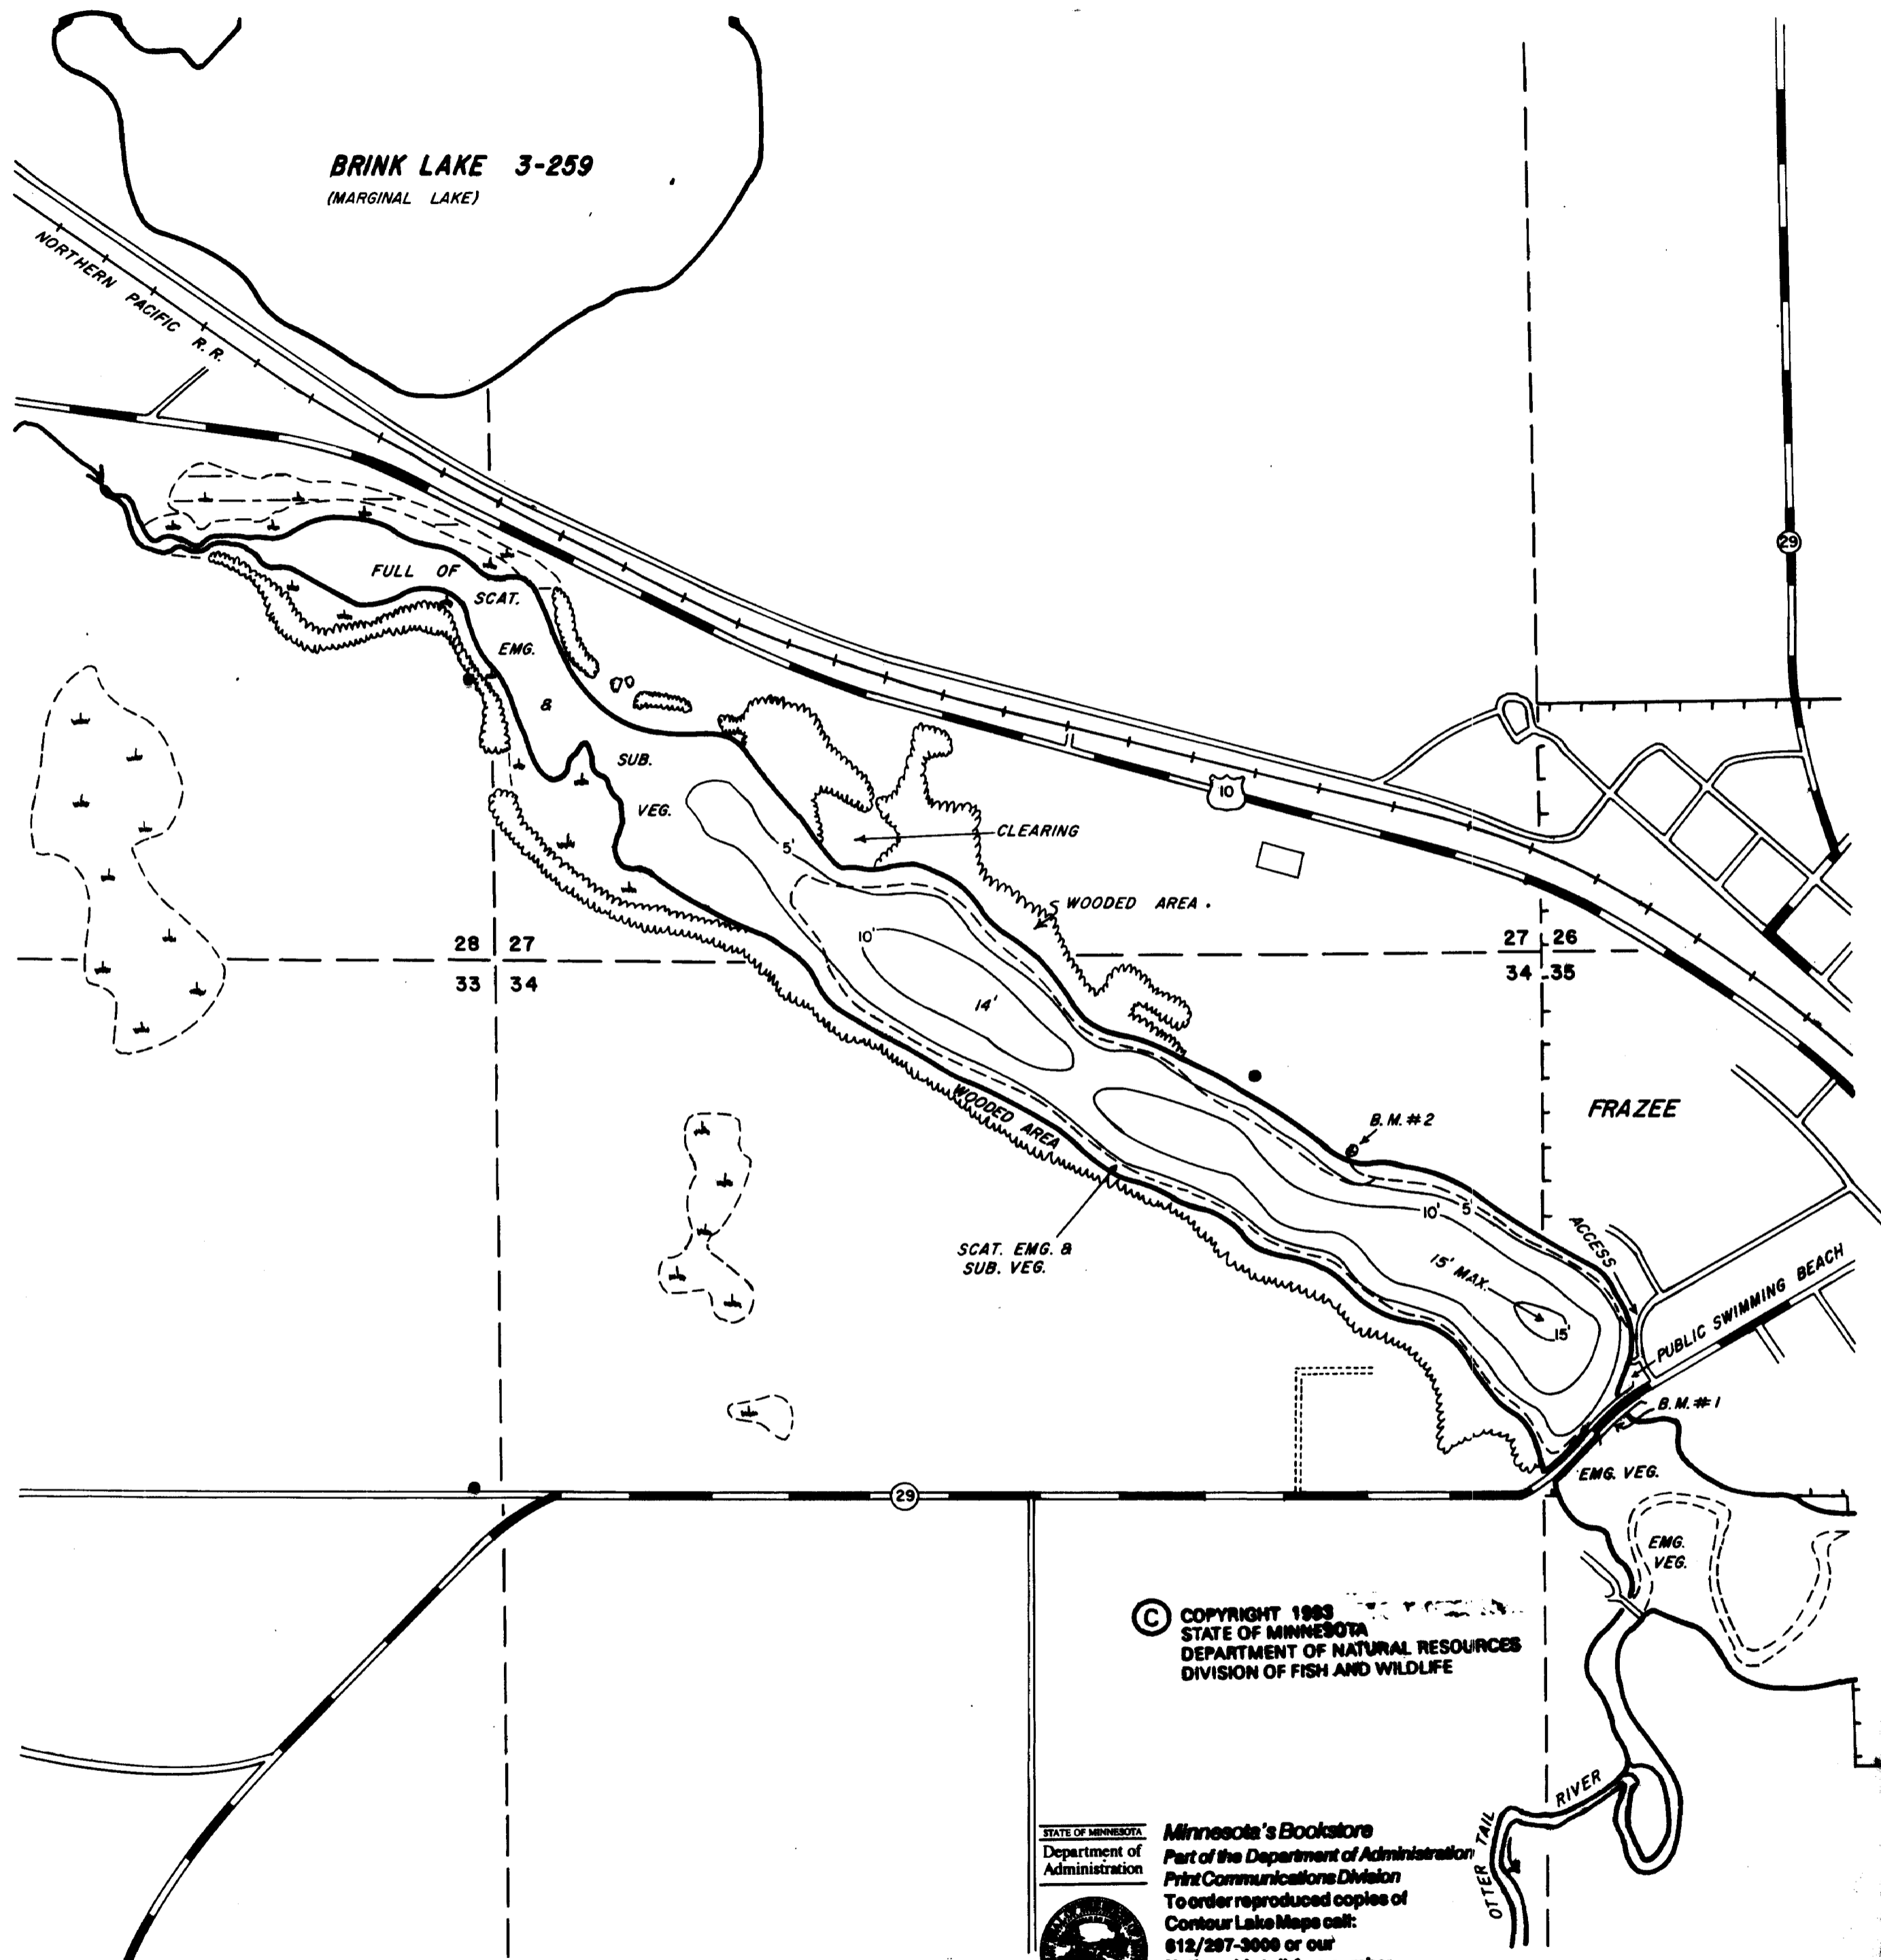 BRINK LAKE 3-259
(MARGINAL LAKE)
NORTHERN PACIFIC R.R.
29
FULL OF
SCAT.
EMG.
&
SUB.
VEG.
5'
10
CLEARING
WOODED AREA
10'
28 27
33 34
27 26
34 35
14'
WOODED AREA
FRAZEE
B.M.#2
10' 5'
ACCESS
SCAT. EMG. &
SUB. VEG.
15' MAX.
15'
PUBLIC SWIMMING BEACH
B.M.#1
EMG. VEG.
29
EMG.
VEG.
© COPYRIGHT 1993
STATE OF MINNESOTA
DEPARTMENT OF NATURAL RESOURCES
DIVISION OF FISH AND WILDLIFE
OTTER TAIL RIVER
STATE OF MINNESOTA
Department of
Administration
Minnesota's Bookstore
Part of the Department of Administration
Print Communications Division
To order reproduced copies of
Contour Lake Maps call:
612/297-3000 or our